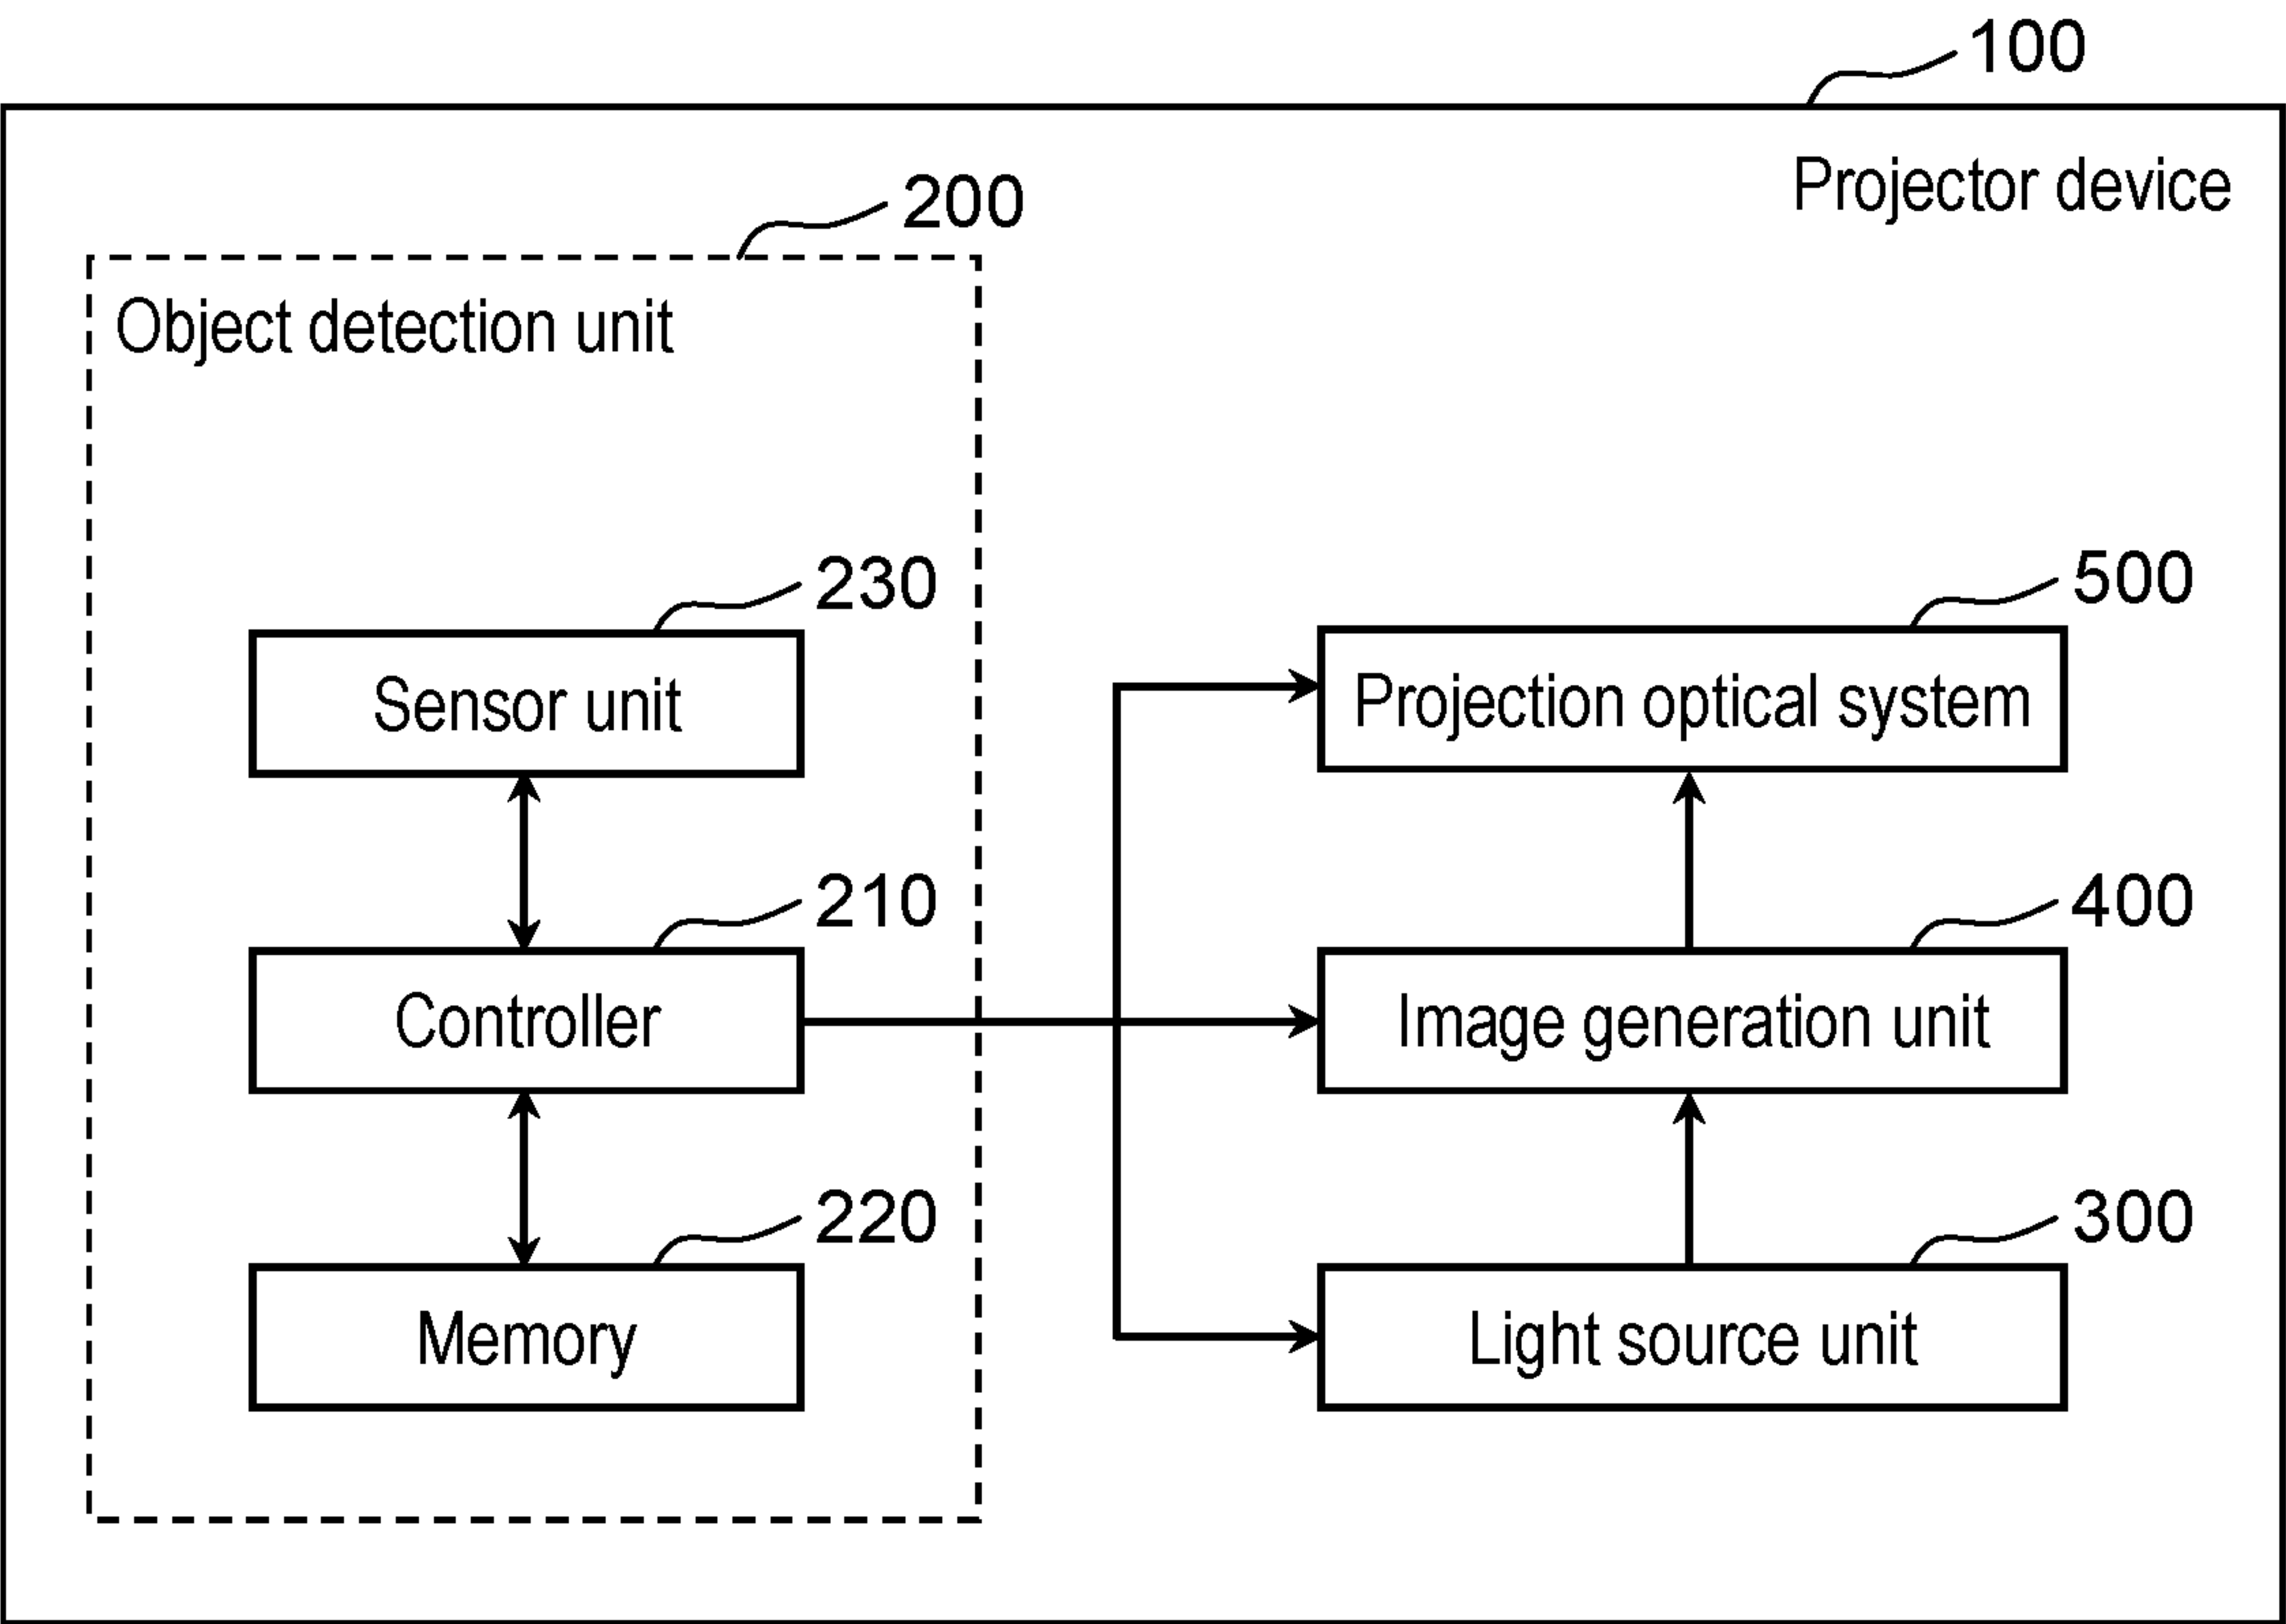 100
Projector device
200
Object detection unit
230
Sensor unit
500
Projection optical system
210
Controller
400
Image generation unit
220
Memory
300
Light source unit